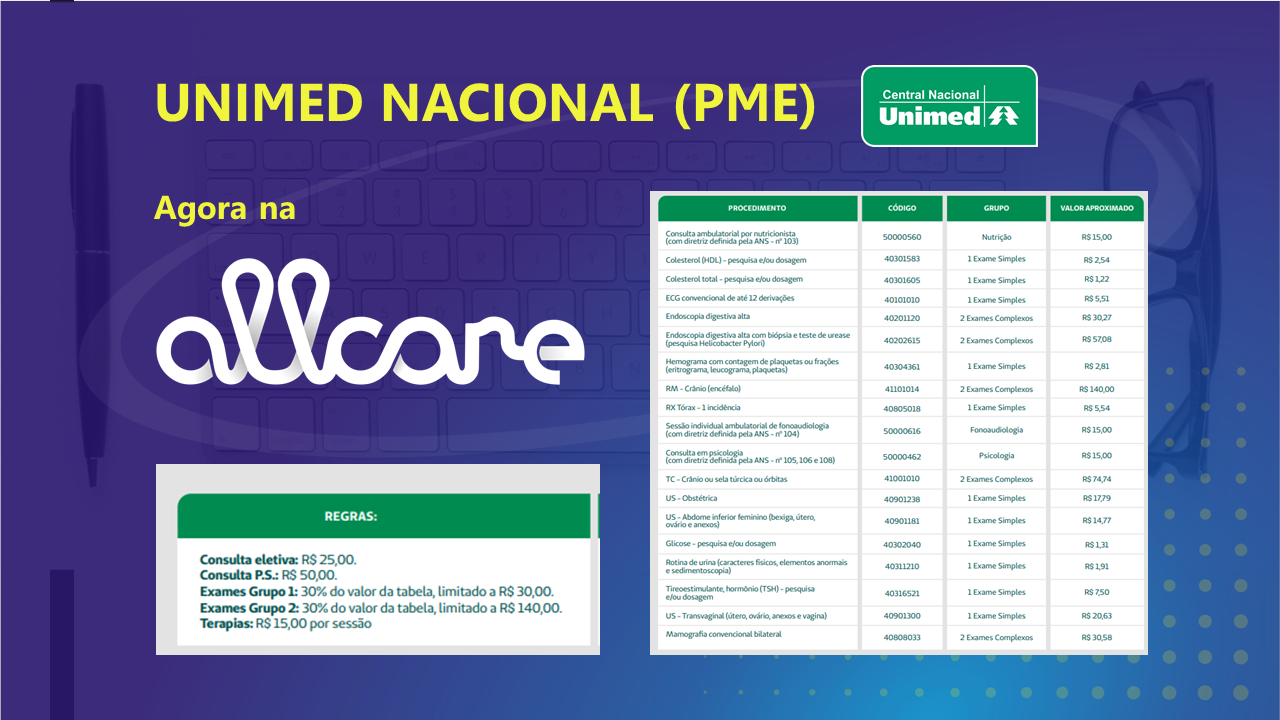 UNIMED NACIONAL (PME)
Central Nacional
Unimed
Agora na
allcare
REGRAS:
Consulta eletiva: R$ 25,00.
Consulta P.S.: R$ 50,00.
Exames Grupo 1: 30% do valor da tabela, limitado a R$ 30,00.
Exames Grupo 2: 30% do valor da tabela, limitado a R$ 140,00.
Terapias: R$ 15,00 por sessão
PROCEDIMENTO CÓDIGO GRUPO VALOR APROXIMADO
Consulta ambulatorial por nutricionista
(com diretriz definida pela ANS - nº 103) 50000560 Nutrição R$ 15,00
Colesterol (HDL) - pesquisa e/ou dosagem 40301583 1 Exame Simples R$ 2,54
Colesterol total - pesquisa e/ou dosagem 40301605 1 Exame Simples R$ 1,22
ECG convencional de até 12 derivações 40101010 1 Exame Simples R$ 5,51
Endoscopia digestiva alta 40201120 2 Exames Complexos R$ 30,27
Endoscopia digestiva alta com biópsia e teste de urease
(pesquisa Helicobacter Pylori) 40202615 2 Exames Complexos R$ 57,08
Hemograma com contagem de plaquetas ou frações
(eritrograma, leucograma, plaquetas) 40304361 1 Exame Simples R$ 2,81
RM - Crânio (encéfalo) 41101014 2 Exames Complexos R$ 140,00
RX Tórax - 1 incidência 40805018 1 Exame Simples R$ 5,54
Sessão individual ambulatorial de fonoaudiologia
(com diretriz definida pela ANS - nº 104) 50000616 Fonoaudiologia R$ 15,00
Consulta em psicologia
(com diretriz definida pela ANS - nº 105, 106 e 108) 50000462 Psicologia R$ 15,00
TC - Crânio ou sela túrcica ou órbitas 41001010 2 Exames Complexos R$ 74,74
US - Obstétrica 40901238 1 Exame Simples R$ 17,79
US - Abdome inferior feminino (bexiga, útero,
ovário e anexos) 40901181 1 Exame Simples R$ 14,77
Glicose - pesquisa e/ou dosagem 40302040 1 Exame Simples R$ 1,31
Rotina de urina (caracteres físicos, elementos anormais
e sedimentoscopia) 40311210 1 Exame Simples R$ 1,91
Tireoestimulante, hormônio (TSH) - pesquisa
e/ou dosagem 40316521 1 Exame Simples R$ 7,50
US - Transvaginal (útero, ovário, anexos e vagina) 40901300 1 Exame Simples R$ 20,63
Mamografia convencional bilateral 40808033 2 Exames Complexos R$ 30,58